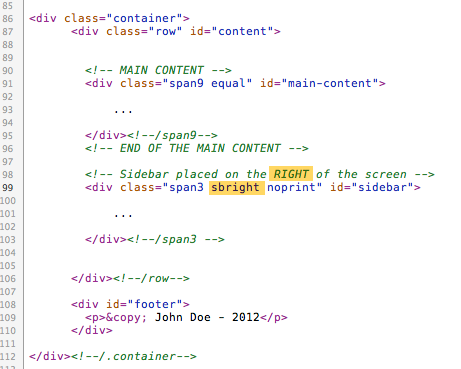 85
86 <div class="container">
87 <div class="row" id="content">
88
89
90 <!-- MAIN CONTENT -->
91 <div class="span9 equal" id="main-content">
92
93 ...
94
95 </div><!--/span9-->
96 <!-- END OF THE MAIN CONTENT -->
97
98 <!-- Sidebar placed on the RIGHT of the screen -->
99 <div class="span3 sbright noprint" id="sidebar">
100
101 ...
102
103 </div><!--/span3 -->
104
105
106 </div><!--/row-->
107
108 <div id="footer">
109 <p>&copy; John Doe - 2012</p>
110 </div>
111
112 </div><!--/.container-->